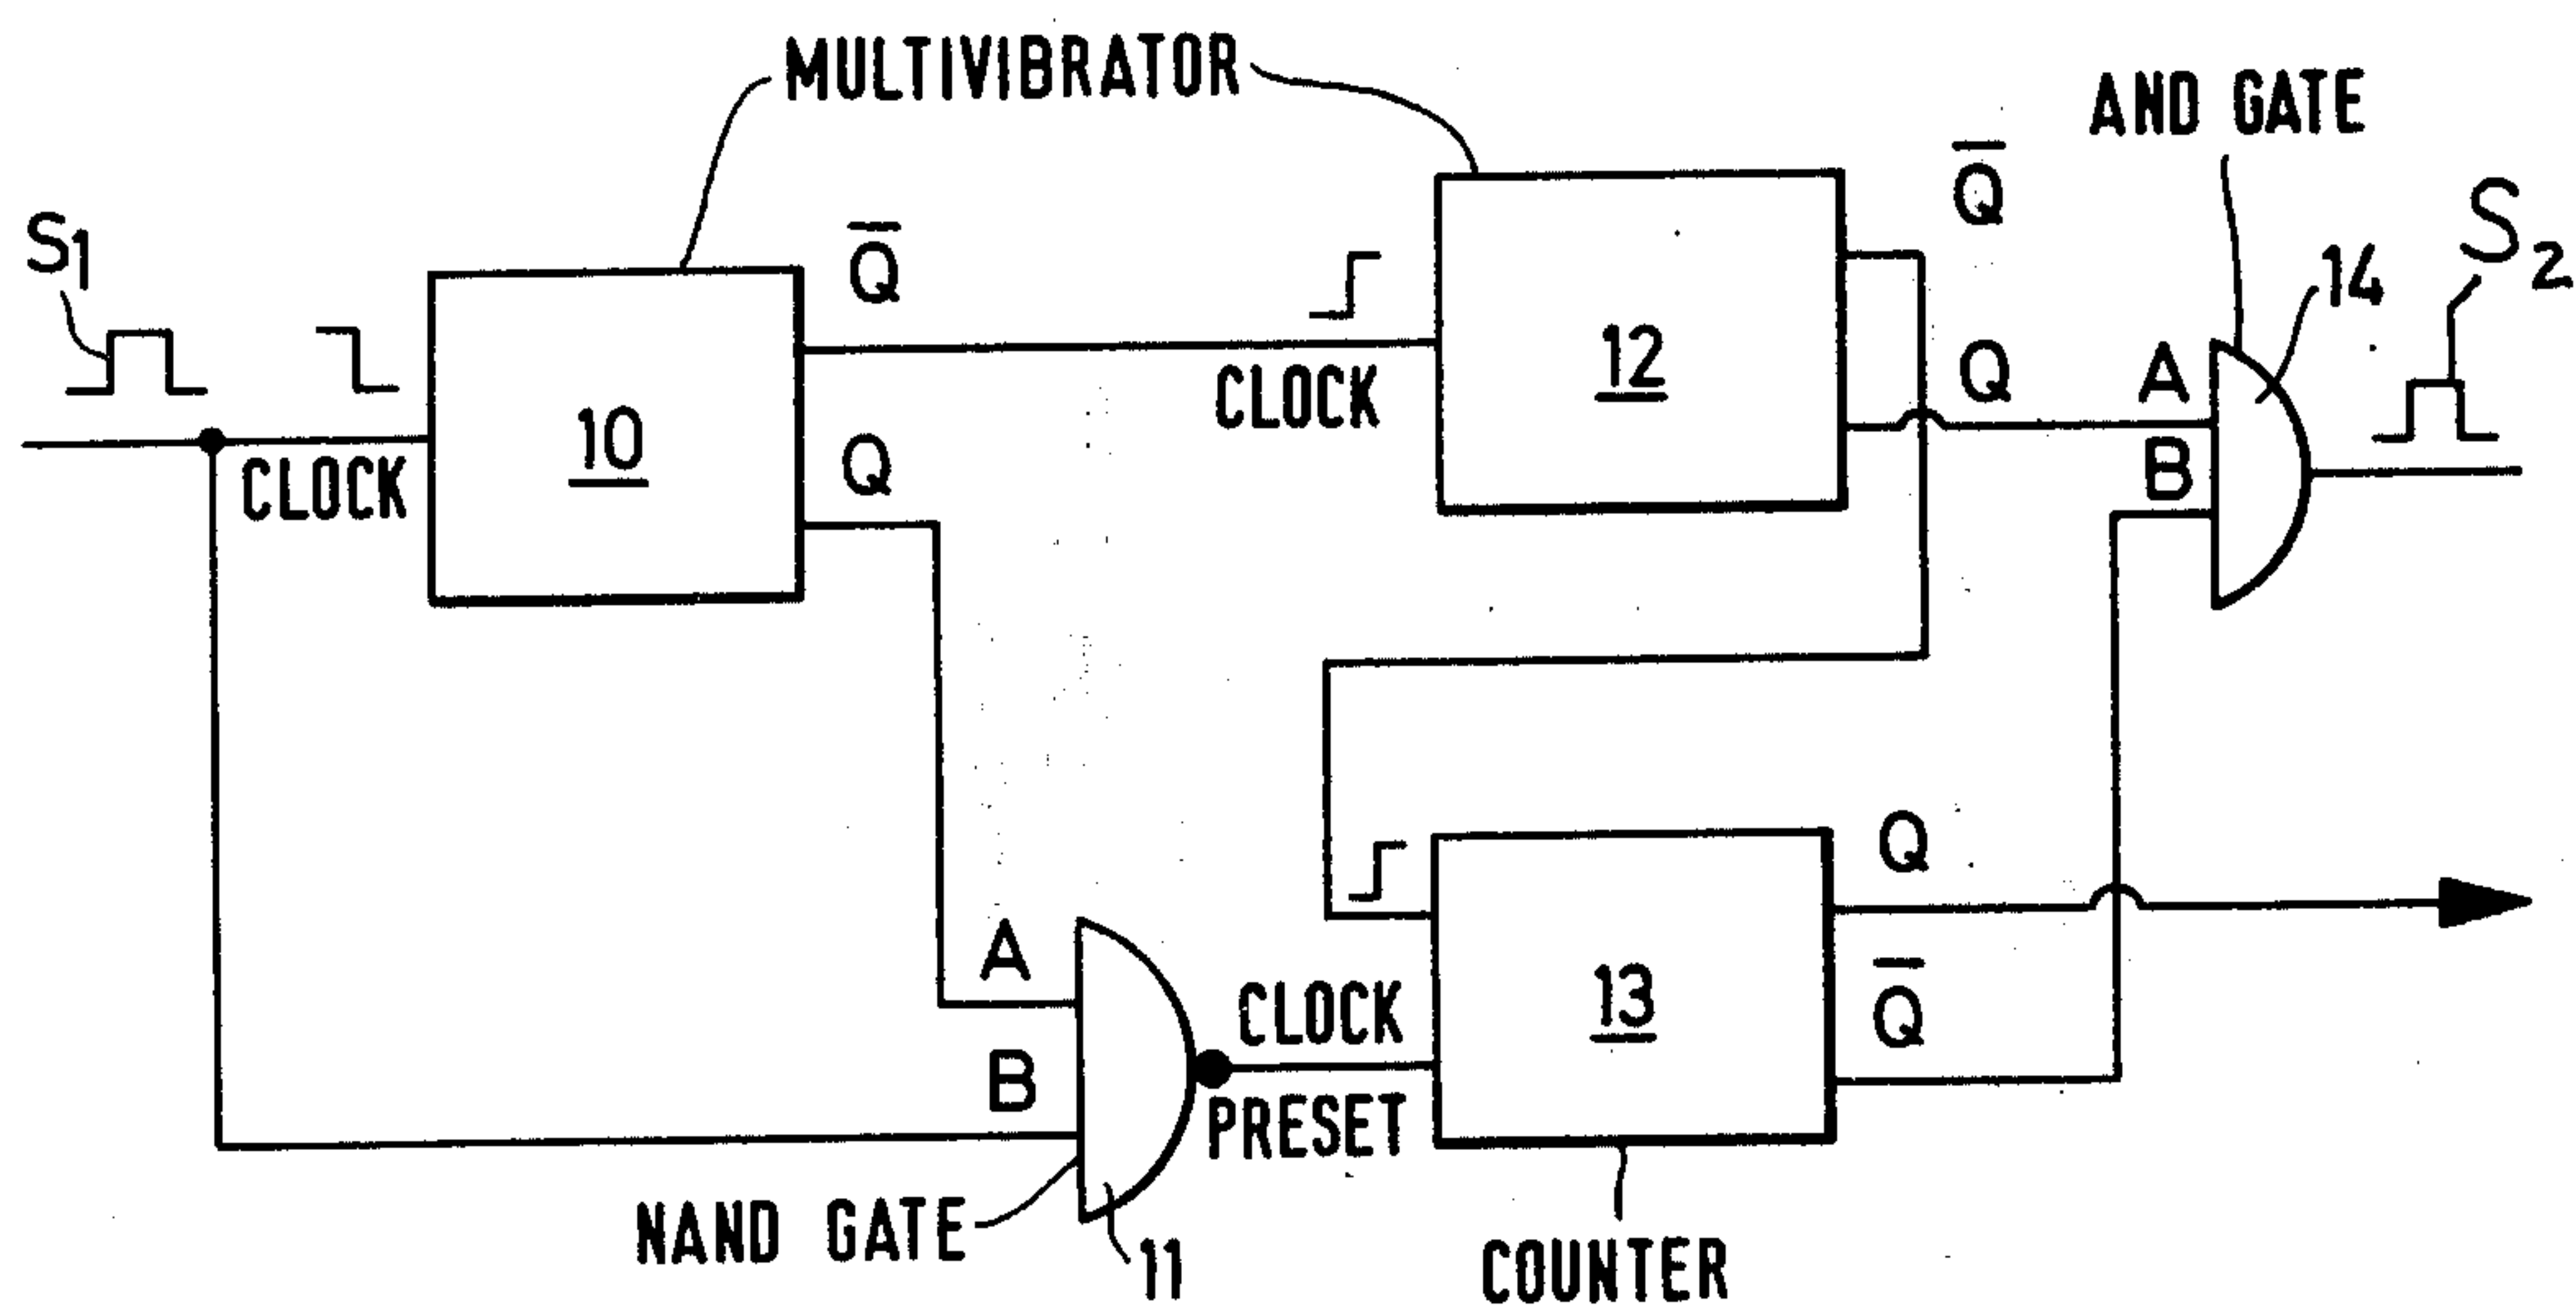 MULTIVIBRATOR
AND GATE
S1
Q̅
Q̅
S2
14
12
CLOCK
Q
A
10
CLOCK
Q
B
Q
A
CLOCK
13
Q̅
B
PRESET
NAND GATE
11
COUNTER